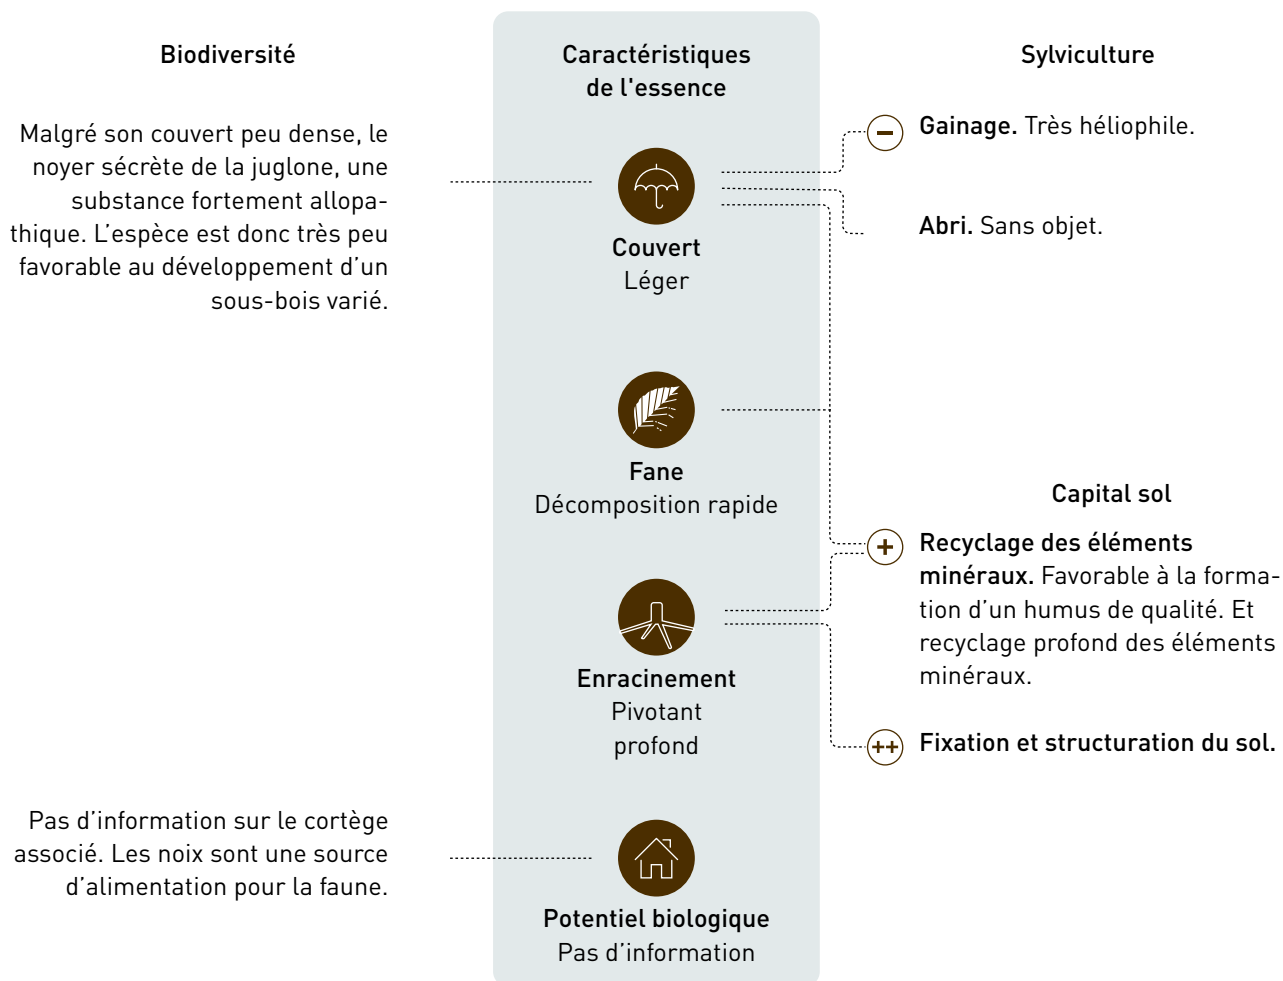 Biodiversité
Malgré son couvert peu dense, le
noyer sécrète de la juglone, une
substance fortement allopa-
thique. L’espèce est donc très peu
favorable au développement d’un
sous-bois varié.
Pas d’information sur le cortège
associé. Les noix sont une source
d’alimentation pour la faune.
Caractéristiques
de l'essence
Couvert
Léger
Fane
Décomposition rapide
Enracinement
Pivotant
profond
Potentiel biologique
Pas d’information
Sylviculture
− Gainage. Très héliophile.
Abri. Sans objet.
Capital sol
+ Recyclage des éléments
minéraux. Favorable à la forma-
tion d’un humus de qualité. Et
recyclage profond des éléments
minéraux.
++ Fixation et structuration du sol.